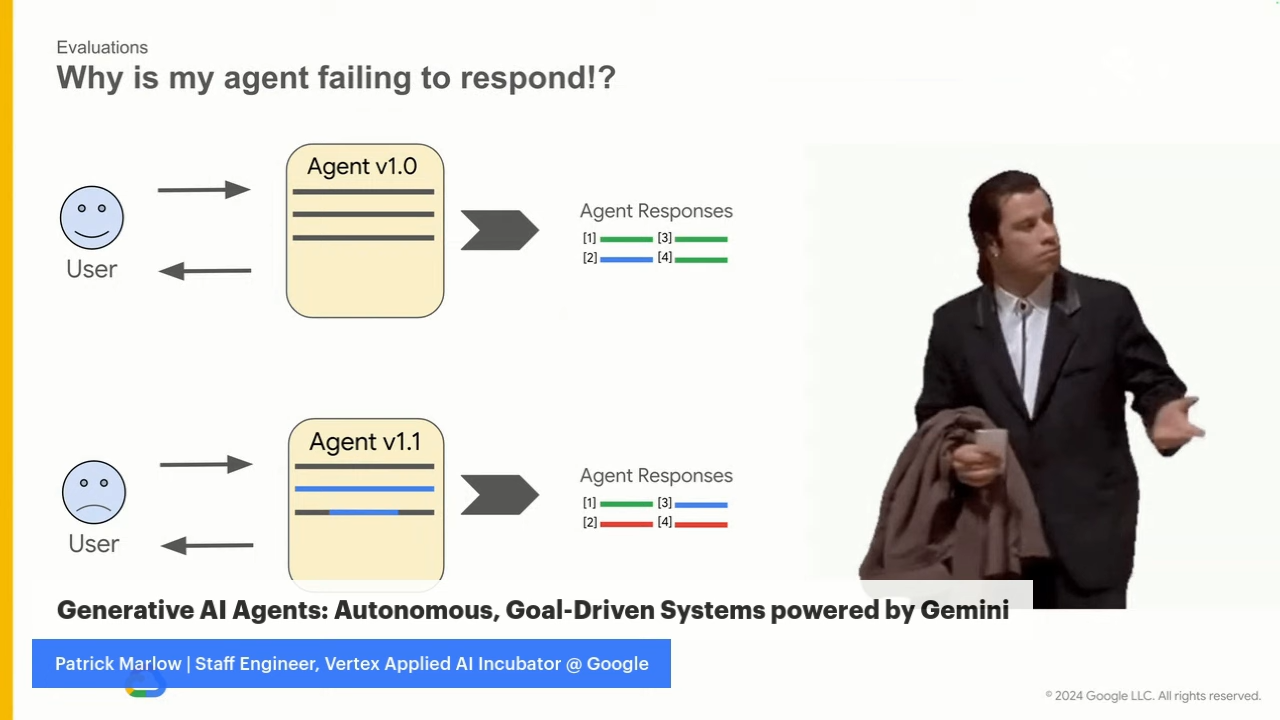 Evaluations
Why is my agent failing to respond!?
Agent v1.0
User
Agent Responses
[1] [3]
[2] [4]
Agent v1.1
User
Agent Responses
[1] [3]
[2] [4]
Generative AI Agents: Autonomous, Goal-Driven Systems powered by Gemini
Patrick Marlow | Staff Engineer, Vertex Applied AI Incubator @ Google
© 2024 Google LLC. All rights reserved.